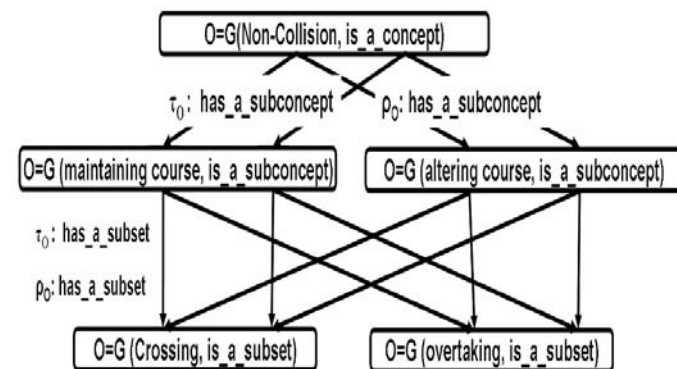 O=G(Non-Collision, is_a_concept)
τ₀: has_a_subconcept ρ₀: has_a_subconcept
O=G (maintaining course, is_a_subconcept) O=G (altering course, is_a_subconcept)
τ₀: has_a_subset
ρ₀: has_a_subset
O=G (Crossing, is_a_subset) O=G (overtaking, is_a_subset)